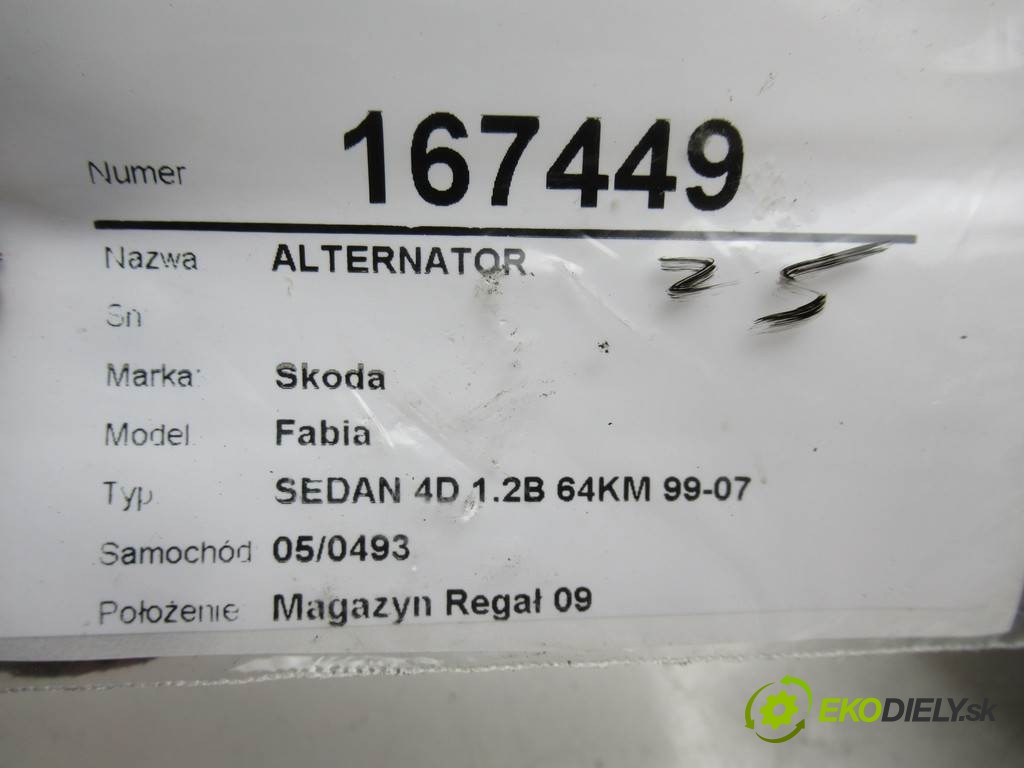 Numer 167449
Nazwa ALTERNATOR 25
Sn
Marka: Skoda
Model Fabia
Typ SEDAN 4D 1.2B 64KM 99-07
Samochód 05/0493
Położenie Magazyn Regał 09
EKODIELY.sk